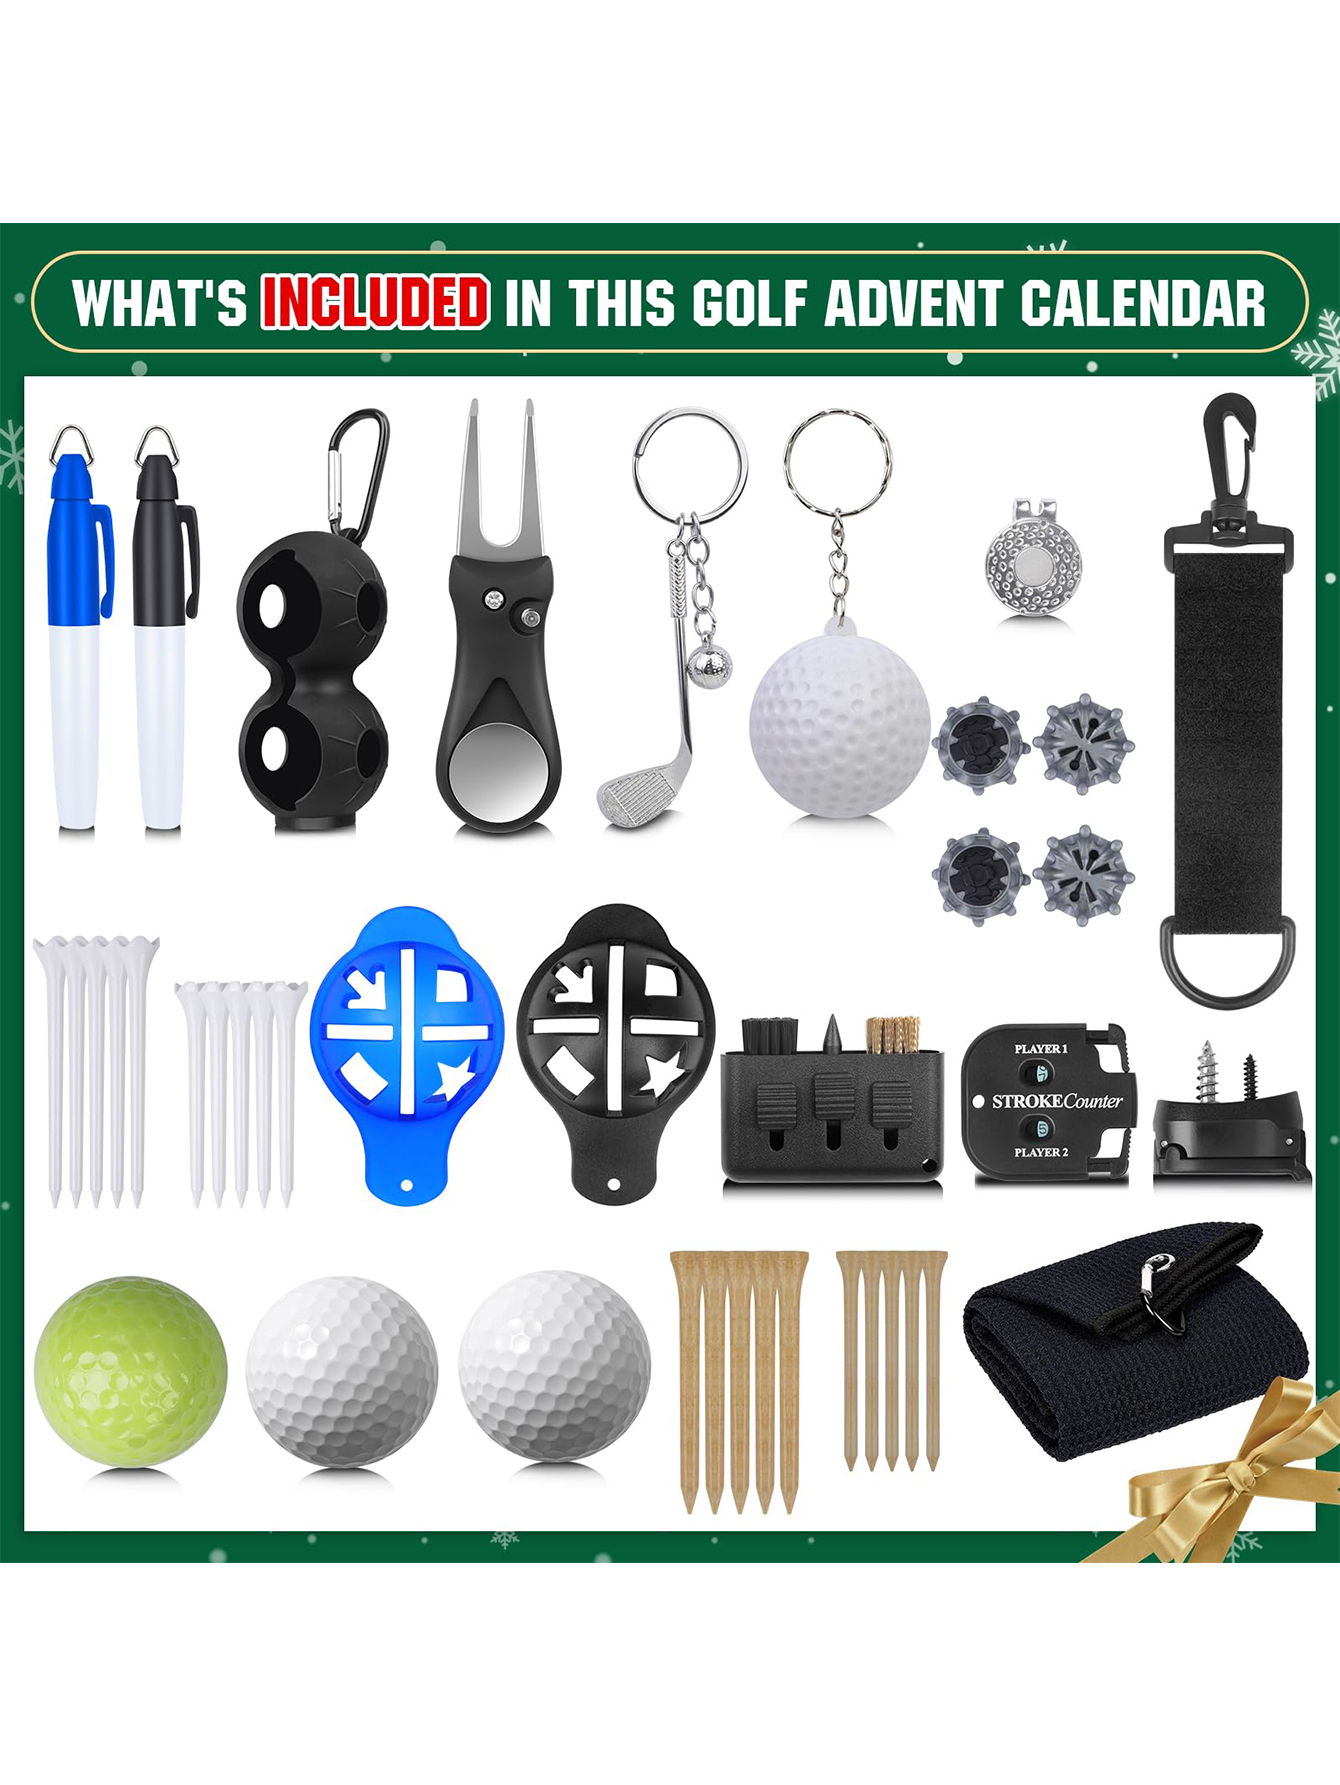 WHAT'S INCLUDED IN THIS GOLF ADVENT CALENDAR
PLAYER 1
STROKECounter
PLAYER 2